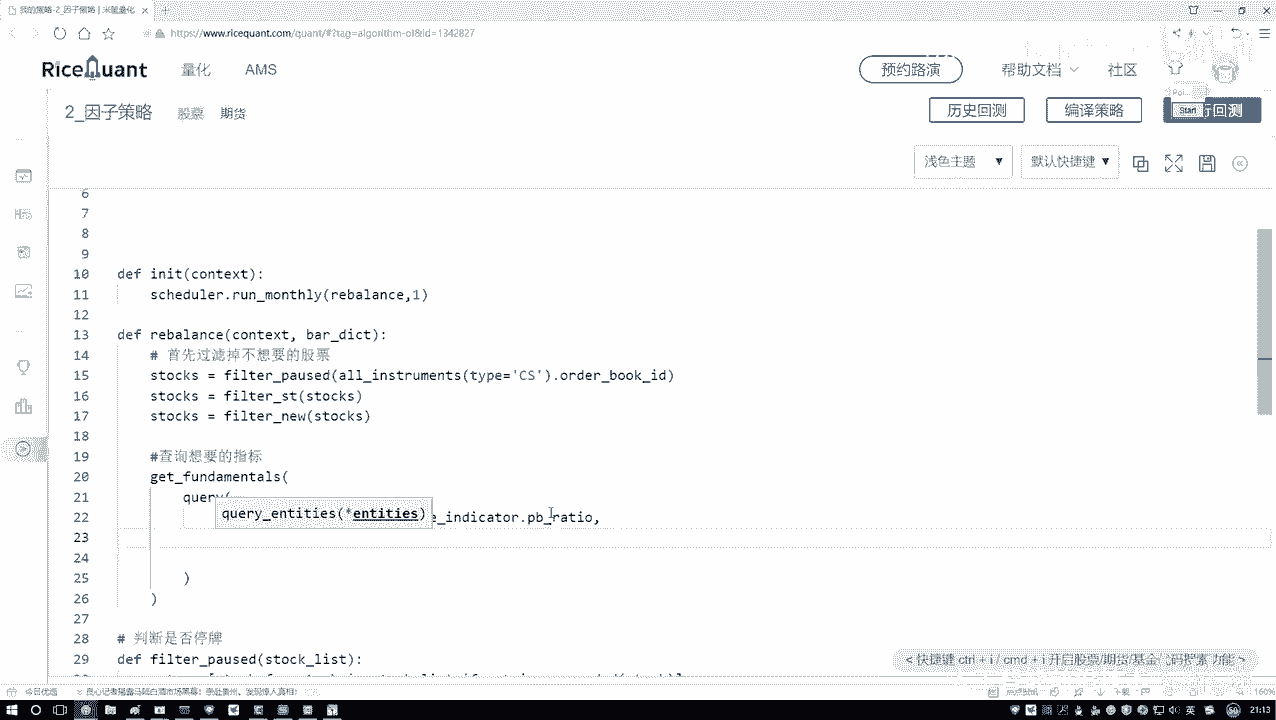 我的策略-2_因子策略 | 米筐量化
https://www.ricequant.com/quant/#?tag=algorithm-ol&id=1342827
RiceQuant 量化 AMS 预约路演 帮助文档 社区
2_因子策略 股票 期货 历史回测 编译策略 行回测
Start
浅色主题 默认快捷键
6
7
8
9
10 def init(context):
11 scheduler.run_monthly(rebalance,1)
12
13 def rebalance(context, bar_dict):
14 # 首先过滤掉不想要的股票
15 stocks = filter_paused(all_instruments(type='CS').order_book_id)
16 stocks = filter_st(stocks)
17 stocks = filter_new(stocks)
18
19 #查询想要的指标
20 get_fundamentals(
21 query(
query_entities(*entities)
22 e_indicator.pb_ratio,
23
24
25 )
26 )
27
28 # 判断是否停牌
29 def filter_paused(stock_list):
快捷键 ctrl + i / cmd + i 开启股票/期货/基金
今日优选
160%
英 21:13